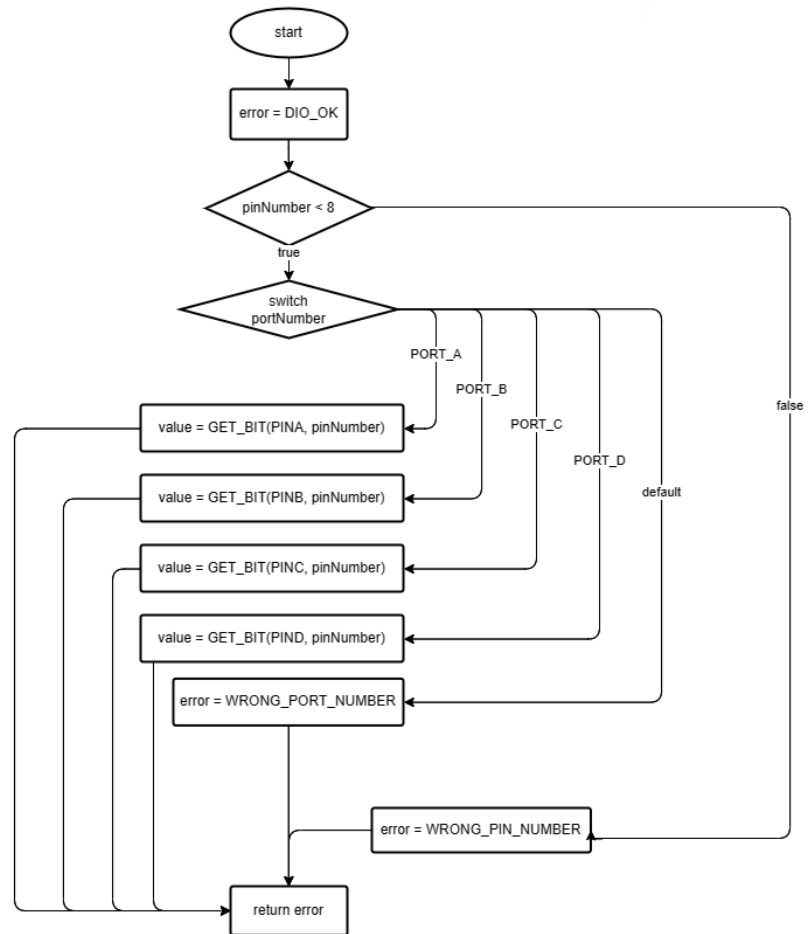 start
error = DIO_OK
pinNumber < 8
true
switch
portNumber
PORT_A
PORT_B
PORT_C
PORT_D
default
false
value = GET_BIT(PINA, pinNumber)
value = GET_BIT(PINB, pinNumber)
value = GET_BIT(PINC, pinNumber)
value = GET_BIT(PIND, pinNumber)
error = WRONG_PORT_NUMBER
error = WRONG_PIN_NUMBER
return error